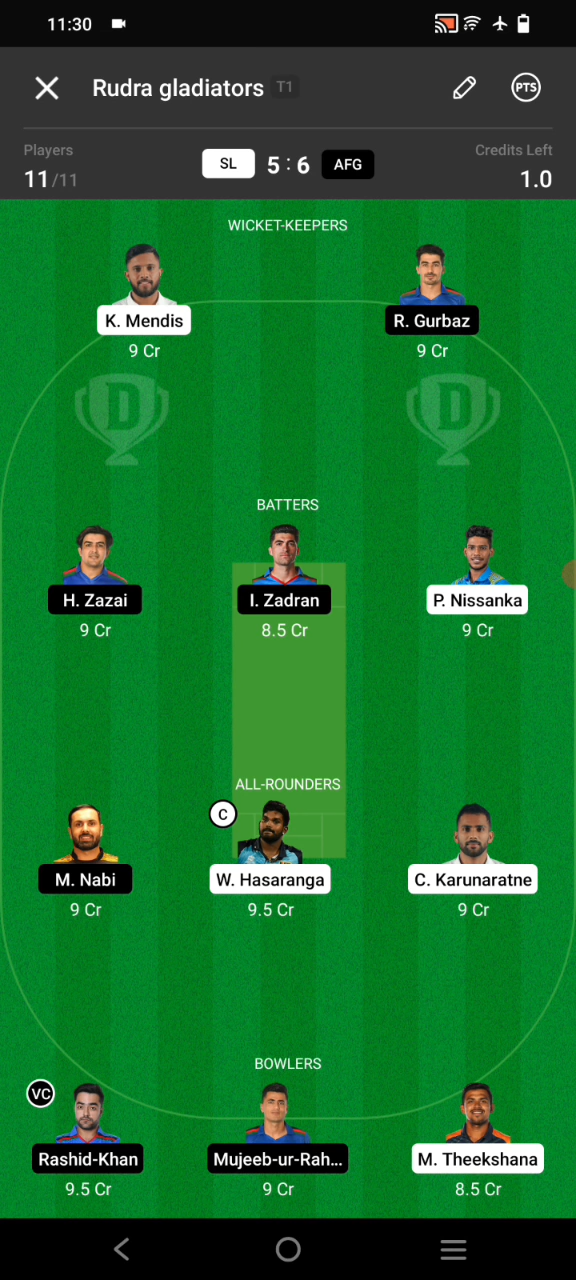 11:30
Rudra gladiators T1
PTS
Players
Credits Left
11/11
SL 5 : 6 AFG
1.0
WICKET-KEEPERS
K. Mendis
R. Gurbaz
9 Cr
9 Cr
D
D
BATTERS
H. Zazai
I. Zadran
P. Nissanka
9 Cr
8.5 Cr
9 Cr
ALL-ROUNDERS
C
M. Nabi
W. Hasaranga
C. Karunaratne
9 Cr
9.5 Cr
9 Cr
BOWLERS
VC
Rashid-Khan
Mujeeb-ur-Rah...
M. Theekshana
9.5 Cr
9 Cr
8.5 Cr